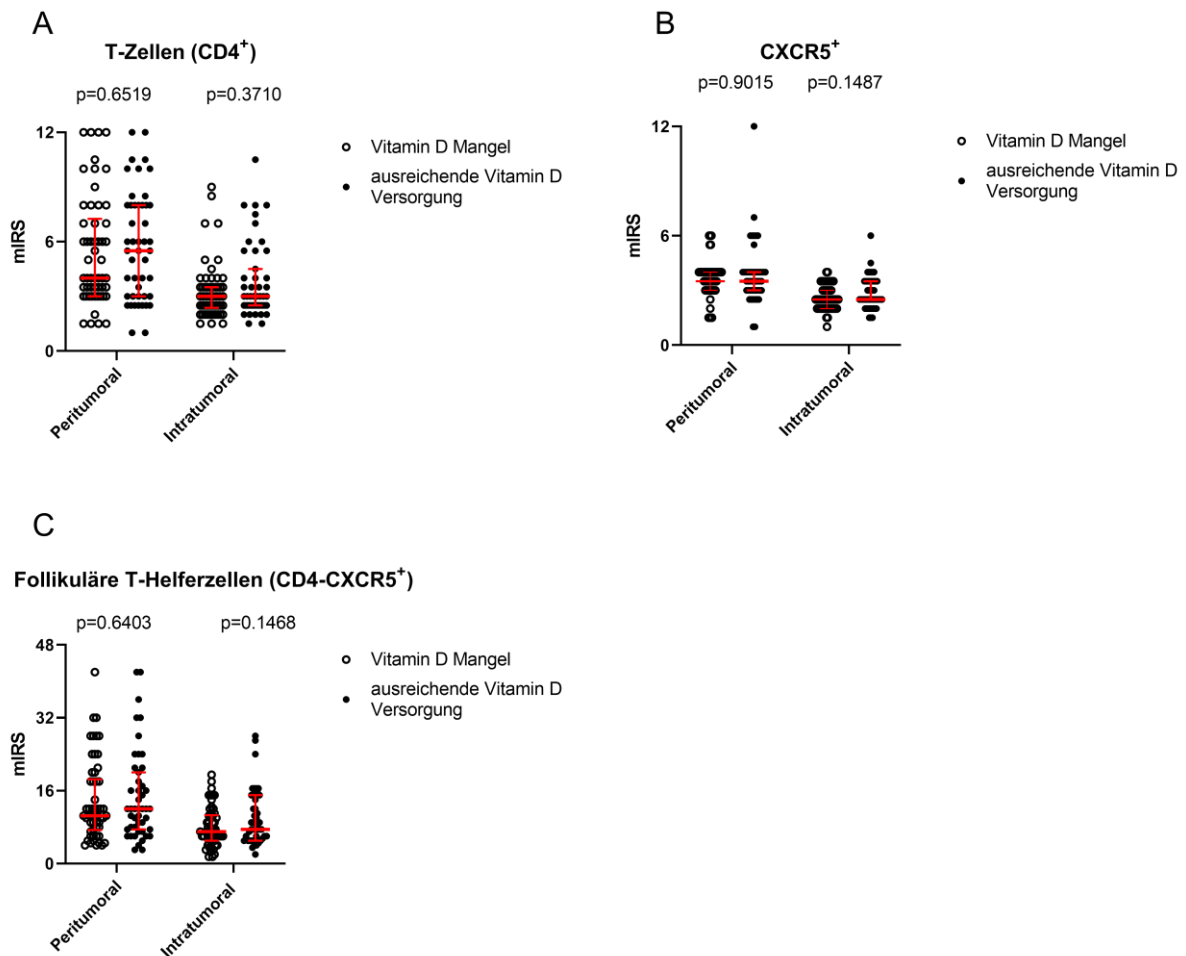 A
T-Zellen (CD4+)
p=0.6519 p=0.3710
12
6
0
mIRS
Peritumoral
Intratumoral
Vitamin D Mangel
ausreichende Vitamin D
Versorgung
B
CXCR5+
p=0.9015 p=0.1487
12
6
0
mIRS
Peritumoral
Intratumoral
Vitamin D Mangel
ausreichende Vitamin D
Versorgung
C
Follikuläre T-Helferzellen (CD4-CXCR5+)
p=0.6403 p=0.1468
48
32
16
0
mIRS
Peritumoral
Intratumoral
Vitamin D Mangel
ausreichende Vitamin D
Versorgung